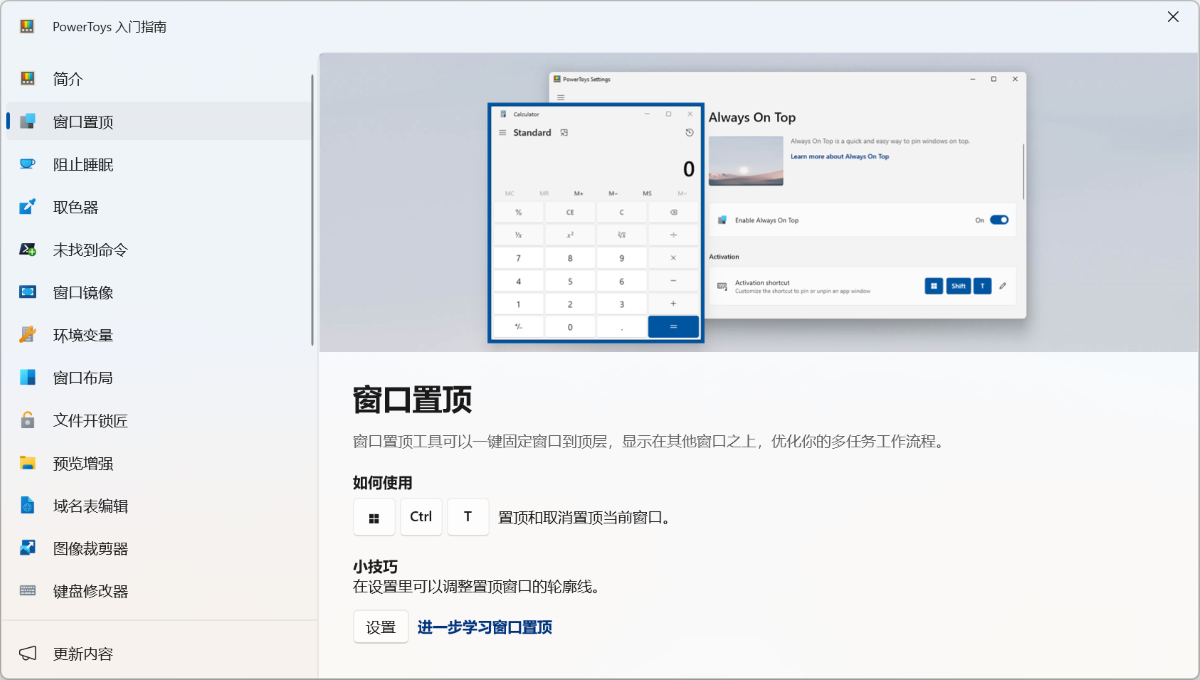 PowerToys 入门指南
简介
窗口置顶
阻止睡眠
取色器
未找到命令
窗口镜像
环境变量
窗口布局
文件开锁匠
预览增强
域名表编辑
图像裁剪器
键盘修改器
更新内容
PowerToys Settings
Always On Top
Always On Top is a quick and easy way to pin windows on top.
Learn more about Always On Top
Enable Always On Top
On
Activation
Activation shortcut
Customize the shortcut to pin or unpin an app window
Shift T
Calculator
Standard
0
MC MR M+ M− MS
% CE C
÷
7 8 9 ×
4 5 6 −
1 2 3 +
+/- 0 . =
窗口置顶
窗口置顶工具可以一键固定窗口到顶层，显示在其他窗口之上，优化你的多任务工作流程。
如何使用
Ctrl T 置顶和取消置顶当前窗口。
小技巧
在设置里可以调整置顶窗口的轮廓线。
设置 进一步学习窗口置顶